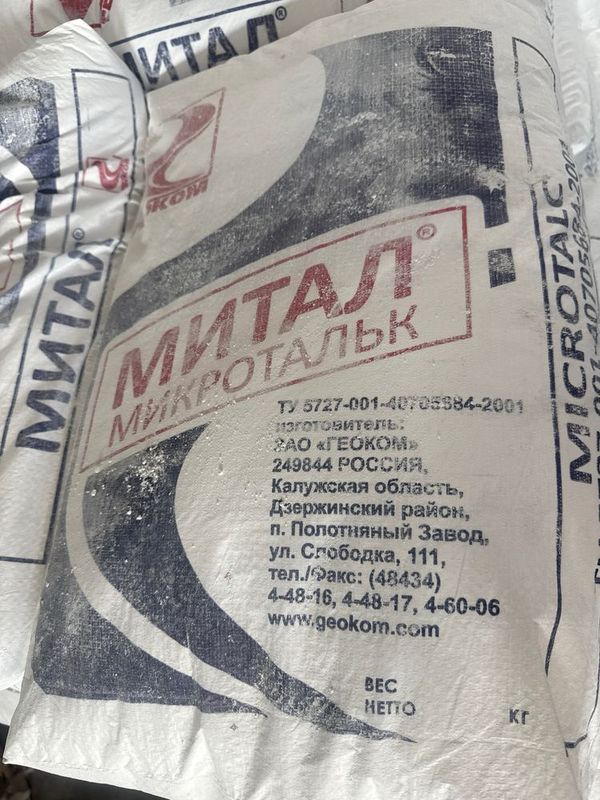 МИТАЛ®
МИТАЛ®
МИТАЛ®
МИКРОТАЛЬК
ТУ 5727-001-40705684-2001
изготовитель:
ЗАО «ГЕОКОМ»
249844 РОССИЯ,
Калужская область,
Дзержинский район,
п. Полотняный Завод,
ул. Слободка, 111,
тел./Факс: (48434)
4-48-16, 4-48-17, 4-60-06
www.geokom.com
ВЕС
НЕТТО
КГ
MICROTALC